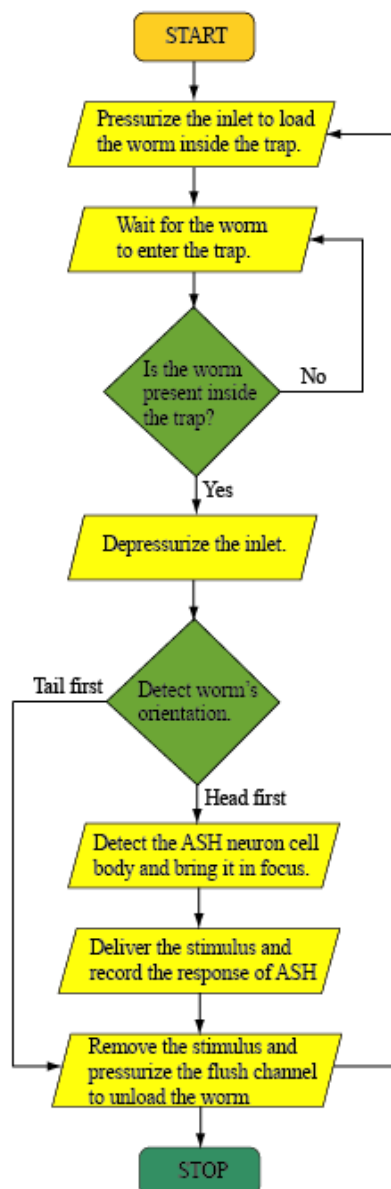 START
Pressurize the inlet to load
the worm inside the trap.
Wait for the worm
to enter the trap.
Is the worm
present inside
the trap?
No
Yes
Depressurize the inlet.
Tail first
Detect worm's
orientation.
Head first
Detect the ASH neuron cell
body and bring it in focus.
Deliver the stimulus and
record the response of ASH
Remove the stimulus and
pressurize the flush channel
to unload the worm
STOP